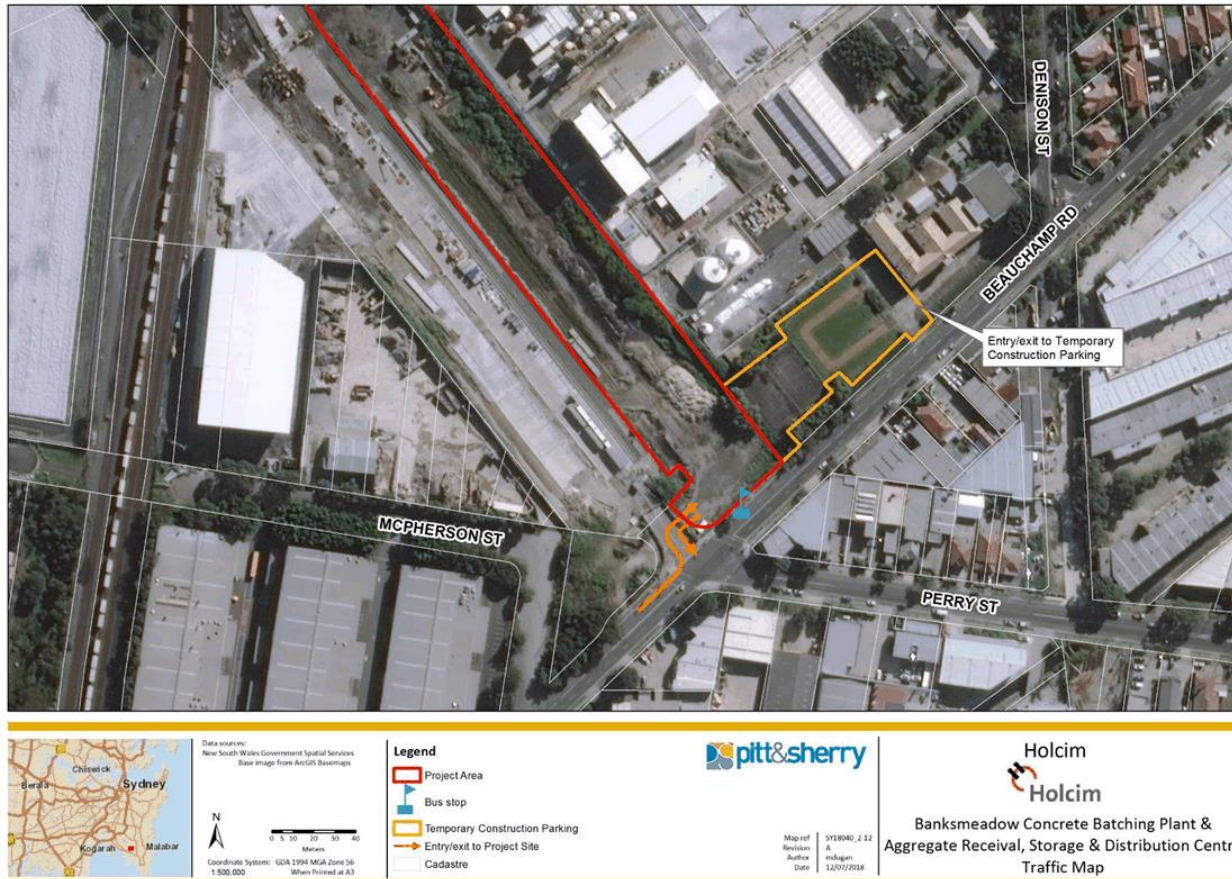 DENISON ST
BEAUCHAMP RD
Entry/exit to Temporary
Construction Parking
MCPHERSON ST
PERRY ST
Chiswick
Berala
Sydney
Kogarah
Malabar
Data sources:
New South Wales Government Spatial Services
Base image from ArcGIS Basemaps
N
0 5 10 20 30 40
Meters
Coordinate System: GDA 1994 MGA Zone 56
1:500,000 When Printed at A3
Legend
Project Area
Bus stop
Temporary Construction Parking
Entry/exit to Project Site
Cadastre
pitt&sherry
Map ref SY18040_2-12
Revision A
Author mdugan
Date 12/07/2018
Holcim
Holcim
Banksmeadow Concrete Batching Plant &
Aggregate Receival, Storage & Distribution Centr
Traffic Map